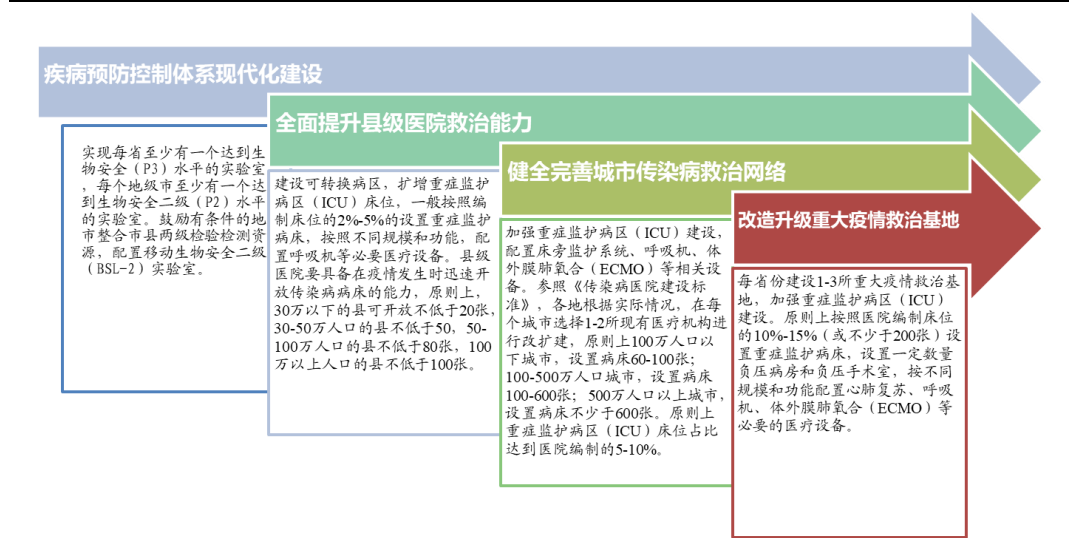 疾病预防控制体系现代化建设
实现每省至少有一个达到生
物安全（P3）水平的实验室
，每个地级市至少有一个达
到生物安全二级（P2）水平
的实验室。鼓励有条件的地
市整合市县两级检验检测资
源，配置移动生物安全二级
（BSL-2）实验室。
全面提升县级医院救治能力
建设可转换病区，扩增重症监护
病区（ICU）床位，一般按照编
制床位的2%-5%的设置重症监护
病床，按照不同规模和功能，配
置呼吸机等必要医疗设备。县级
医院要具备在疫情发生时迅速开
放传染病病床的能力，原则上，
30万以下的县可开放不低于20张，
30-50万人口的县不低于50，50-
100万人口的县不低于80张，100
万以上人口的县不低于100张。
健全完善城市传染病救治网络
加强重症监护病区（ICU）建设，
配置床旁监护系统、呼吸机、体
外膜肺氧合（ECMO）等相关设
备。参照《传染病医院建设标
准》，各地根据实际情况，在每
个城市选择1-2所现有医疗机构进
行改扩建，原则上100万人口以
下城市，设置病床60-100张；
100-500万人口城市，设置病床
100-600张；500万人口以上城市，
设置病床不少于600张。原则上
重症监护病区（ICU）床位占比
达到医院编制的5-10%。
改造升级重大疫情救治基地
每省份建设1-3所重大疫情救治基
地，加强重症监护病区（ICU）
建设。原则上按照医院编制床位
的10%-15%（或不少于200张）设
置重症监护病床，设置一定数量
负压病房和负压手术室，按不同
规模和功能配置心肺复苏、呼吸
机、体外膜肺氧合（ECMO）等
必要的医疗设备。